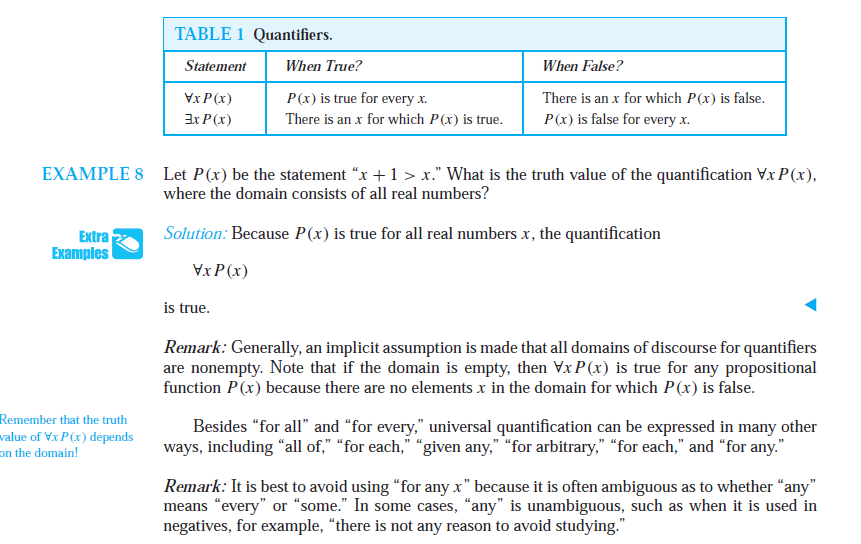 TABLE 1 Quantifiers.
Statement When True? When False?
∀x P(x) P(x) is true for every x. There is an x for which P(x) is false.
∃x P(x) There is an x for which P(x) is true. P(x) is false for every x.
EXAMPLE 8 Let P(x) be the statement “x + 1 > x.” What is the truth value of the quantification ∀x P(x),
where the domain consists of all real numbers?
Extra
Examples
Solution: Because P(x) is true for all real numbers x, the quantification
∀x P(x)
is true.
Remark: Generally, an implicit assumption is made that all domains of discourse for quantifiers
are nonempty. Note that if the domain is empty, then ∀x P(x) is true for any propositional
function P(x) because there are no elements x in the domain for which P(x) is false.
Remember that the truth
value of ∀x P(x) depends
on the domain!
Besides “for all” and “for every,” universal quantification can be expressed in many other
ways, including “all of,” “for each,” “given any,” “for arbitrary,” “for each,” and “for any.”
Remark: It is best to avoid using “for any x” because it is often ambiguous as to whether “any”
means “every” or “some.” In some cases, “any” is unambiguous, such as when it is used in
negatives, for example, “there is not any reason to avoid studying.”